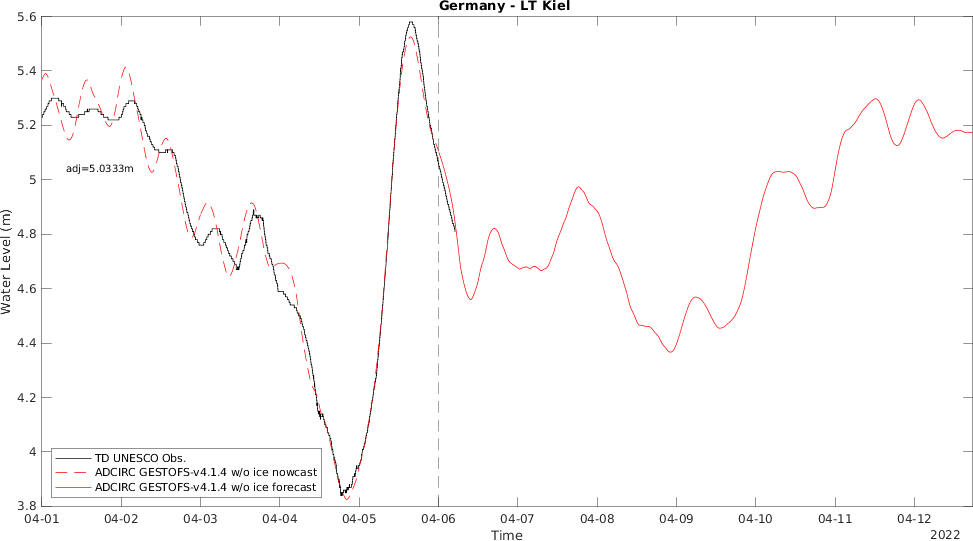 Germany - LT Kiel
5.6
5.4
5.2
5
4.8
4.6
4.4
4.2
4
3.8
Water Level (m)
adj=5.0333m
TD UNESCO Obs.
ADCIRC GESTOFS-v4.1.4 w/o ice nowcast
ADCIRC GESTOFS-v4.1.4 w/o ice forecast
04-01 04-02 04-03 04-04 04-05 04-06 04-07 04-08 04-09 04-10 04-11 04-12
Time
2022